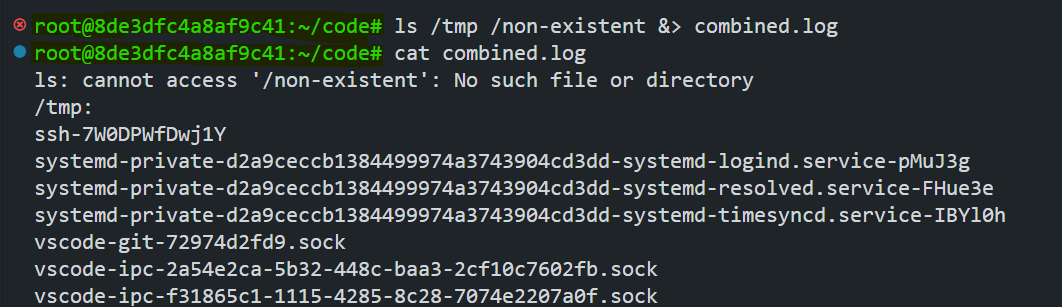 root@8de3dfc4a8af9c41:~/code# ls /tmp /non-existent &> combined.log
root@8de3dfc4a8af9c41:~/code# cat combined.log
ls: cannot access '/non-existent': No such file or directory
/tmp:
ssh-7W0DPWfDwj1Y
systemd-private-d2a9ceccb1384499974a3743904cd3dd-systemd-logind.service-pMuJ3g
systemd-private-d2a9ceccb1384499974a3743904cd3dd-systemd-resolved.service-FHue3e
systemd-private-d2a9ceccb1384499974a3743904cd3dd-systemd-timesyncd.service-IBYl0h
vscode-git-72974d2fd9.sock
vscode-ipc-2a54e2ca-5b32-448c-baa3-2cf10c7602fb.sock
vscode-ipc-f31865c1-1115-4285-8c28-7074e2207a0f.sock